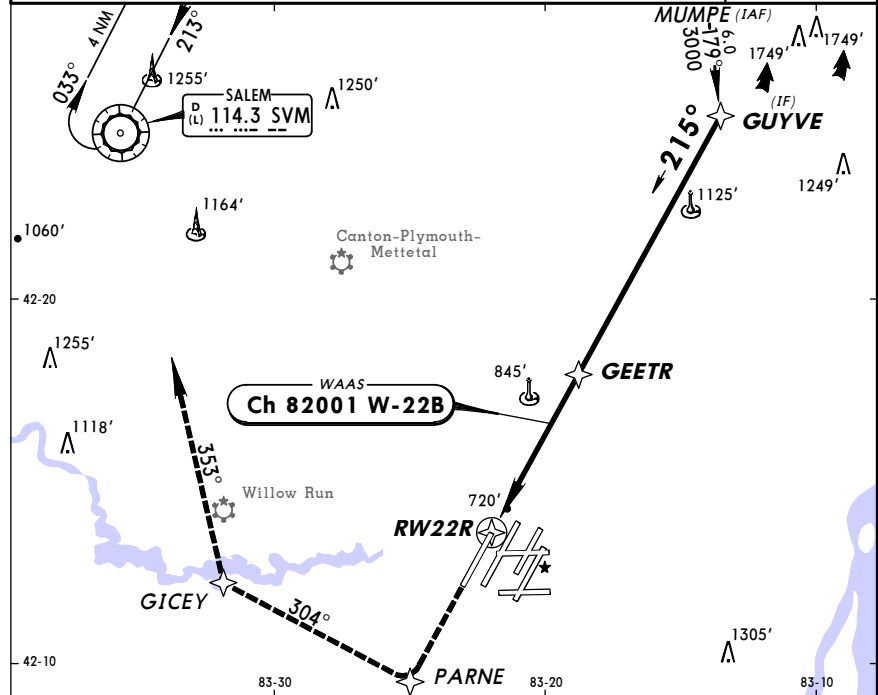 MUMPE (IAF)
4 NM
213°
033°
6.0
179°
3000
1749'
1749'
1255'
1250'
SALEM
D
(L)
114.3 SVM
(IF)
GUYVE
215°
1125'
1249'
1164'
1060'
Canton-Plymouth-
Mettetal
42-20
1255'
845'
GEETR
WAAS
Ch 82001 W-22B
1118'
353°
Willow Run
720'
RW22R
GICEY
304°
1305'
42-10
83-30
PARNE
83-20
83-10